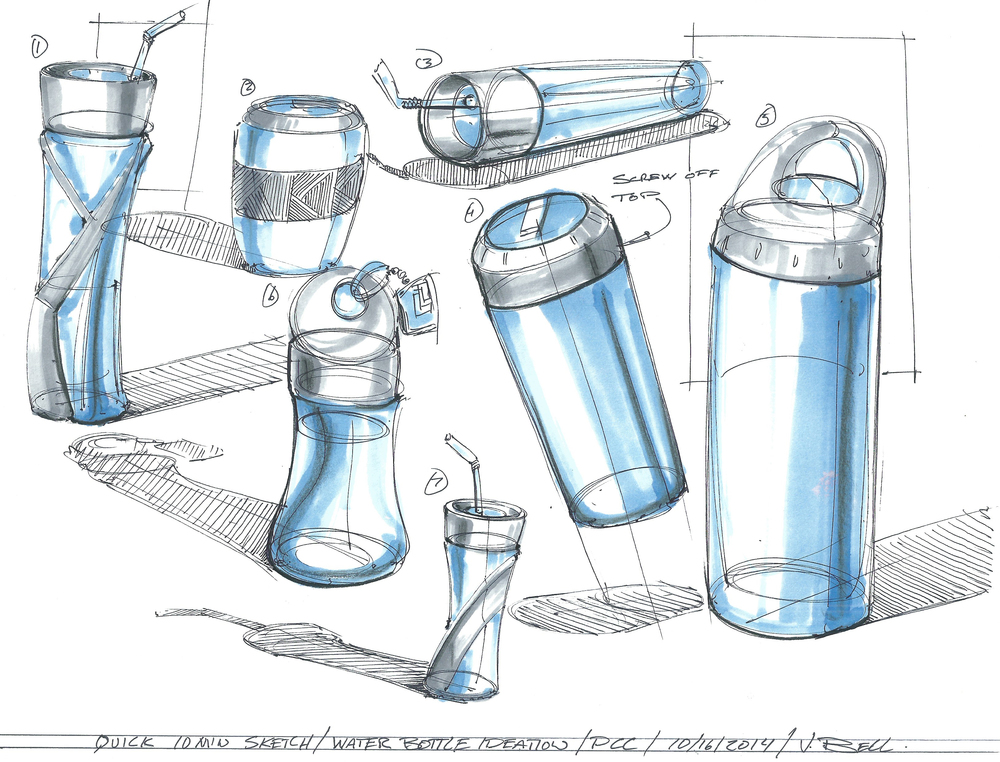 1
2
3
5
SCREW OFF
TOP
4
6
7
QUICK 10 MIN SKETCH / WATER BOTTLE IDEATION / PCC / 10/16/2014 / V. BELL.